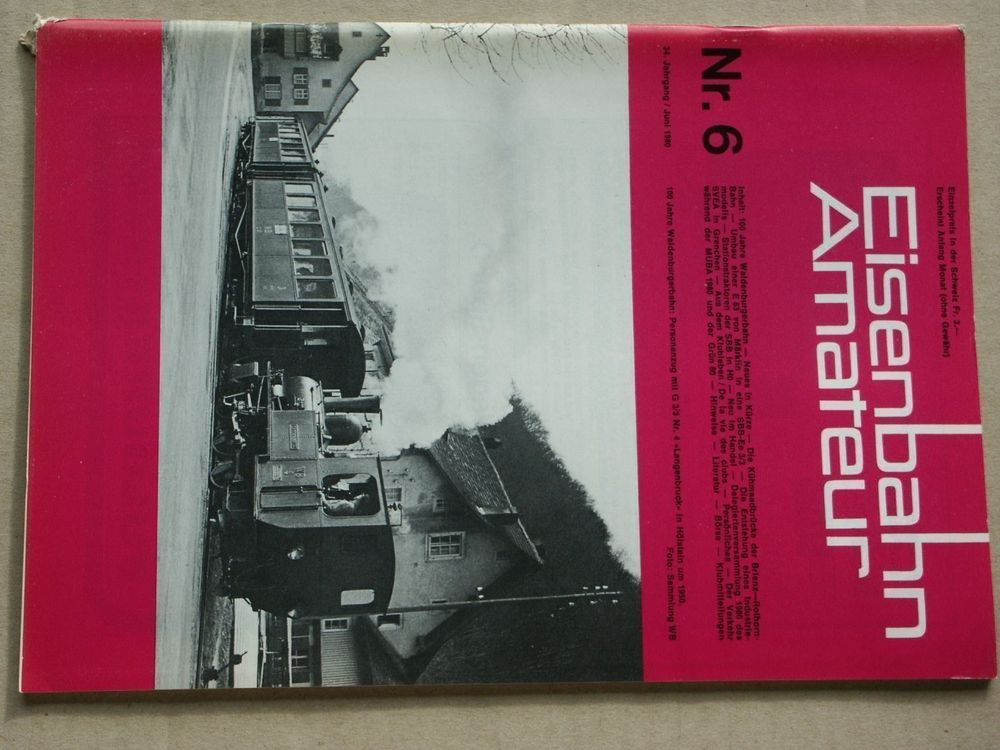 Einzelpreis in der Schweiz Fr. 3.—
Erscheint Anfang Monat (ohne Gewähr)
Eisenbahn
Amateur
Nr. 6
34. Jahrgang / Juni 1980
Inhalt: 100 Jahre Waldenburgerbahn — Neues in Kürze — Die Kühmaadbrücke der Brienz-Rothorn-
Bahn — Umbau einer E 63 von Märklin in eine SBB-Ee 3/3 — Die Entstehung eines Industrie-
modells — Stationstraktoren der SBB in H0 — Neu im Handel — Delegiertenversammlung 1980 des
SVEA in Grenchen — Aus dem Klubleben / De la vie des clubs — Persönliches — Der Verkehr
während der MUBA 1980 und der Grün 80 — Hinweise — Literatur — Börse — Klubmitteilungen
100 Jahre Waldenburgerbahn: Personenzug mit G 3/3 Nr. 4 «Langenbruck» in Hölstein um 1950.
Foto: Sammlung WB